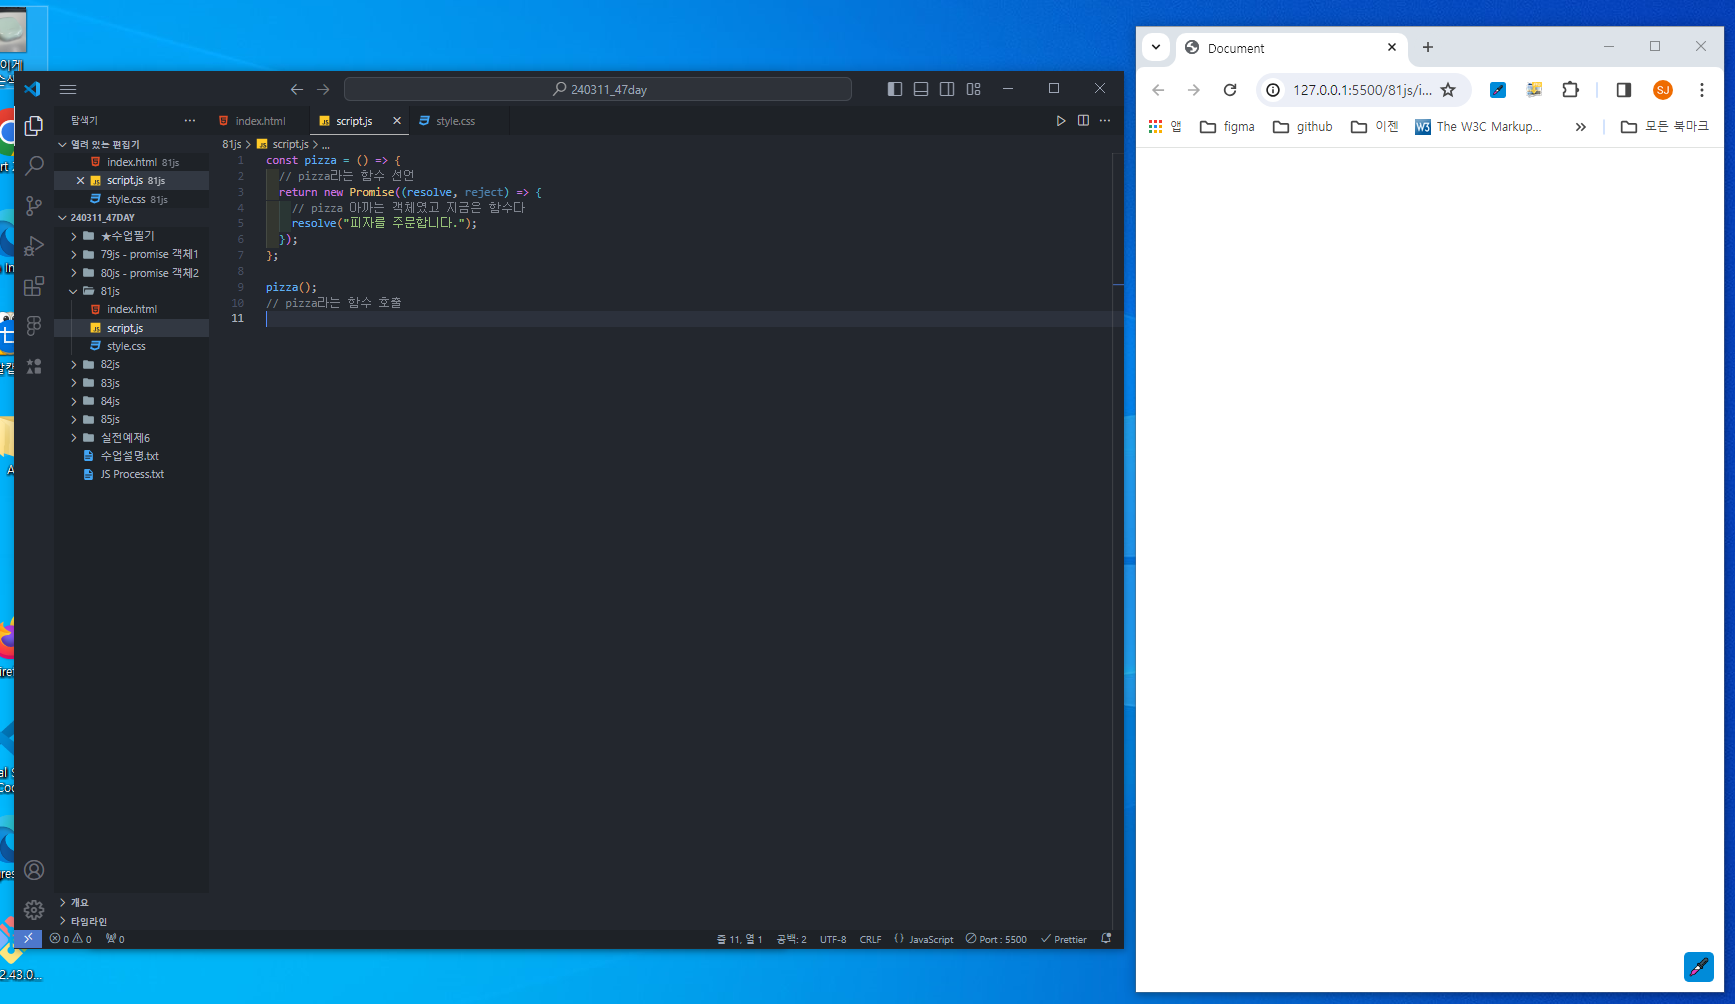 이게
240311_47day
탐색기
index.html
script.js
style.css
열려 있는 편집기
index.html 81js
script.js 81js
style.css 81js
240311_47DAY
★수업필기
79js - promise 객체1
80js - promise 객체2
81js
index.html
script.js
style.css
82js
83js
84js
85js
실전예제6
수업설명.txt
JS Process.txt
개요
타임라인
81js > script.js > ...
1 const pizza = () => {
2 // pizza라는 함수 선언
3 return new Promise((resolve, reject) => {
4 // pizza 아까는 객체였고 지금은 함수다
5 resolve("피자를 주문합니다.");
6 });
7 };
8
9 pizza();
10 // pizza라는 함수 호출
11
0 0 0
줄 11, 열 1 공백: 2 UTF-8 CRLF {} JavaScript Port : 5500 Prettier
2.43.0...
Document
127.0.0.1:5500/81js/i...
SJ
앱 figma github 이젠 W3 The W3C Markup... 모든 북마크